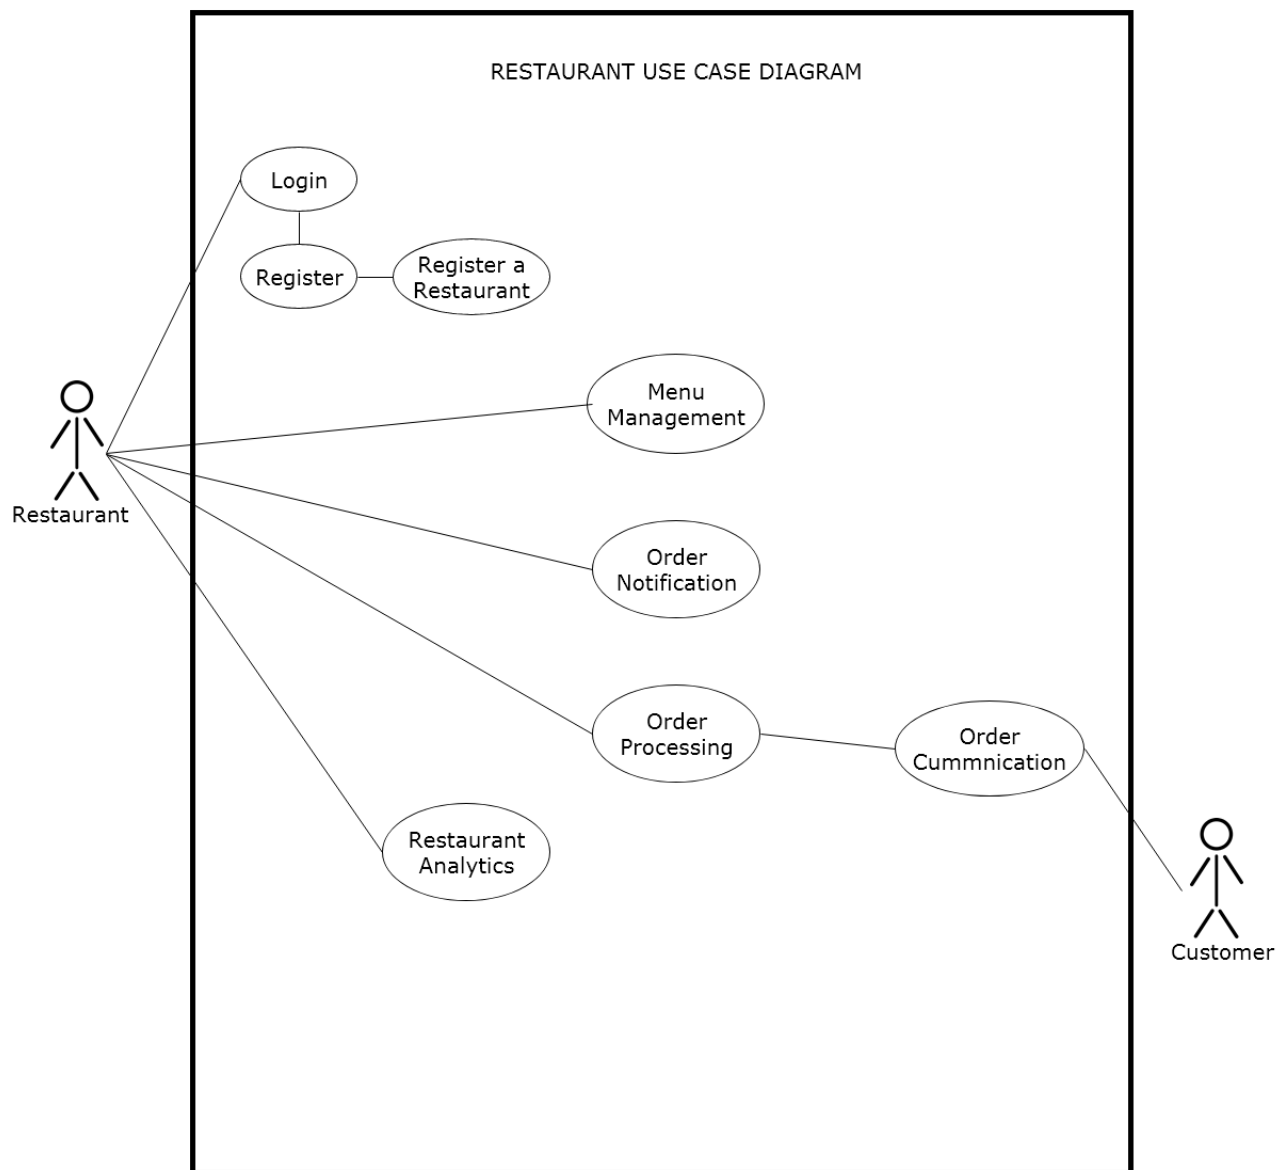 RESTAURANT USE CASE DIAGRAM
Login
Register
Register a
Restaurant
Menu
Management
Restaurant
Order
Notification
Order
Processing
Order
Cummnication
Restaurant
Analytics
Customer